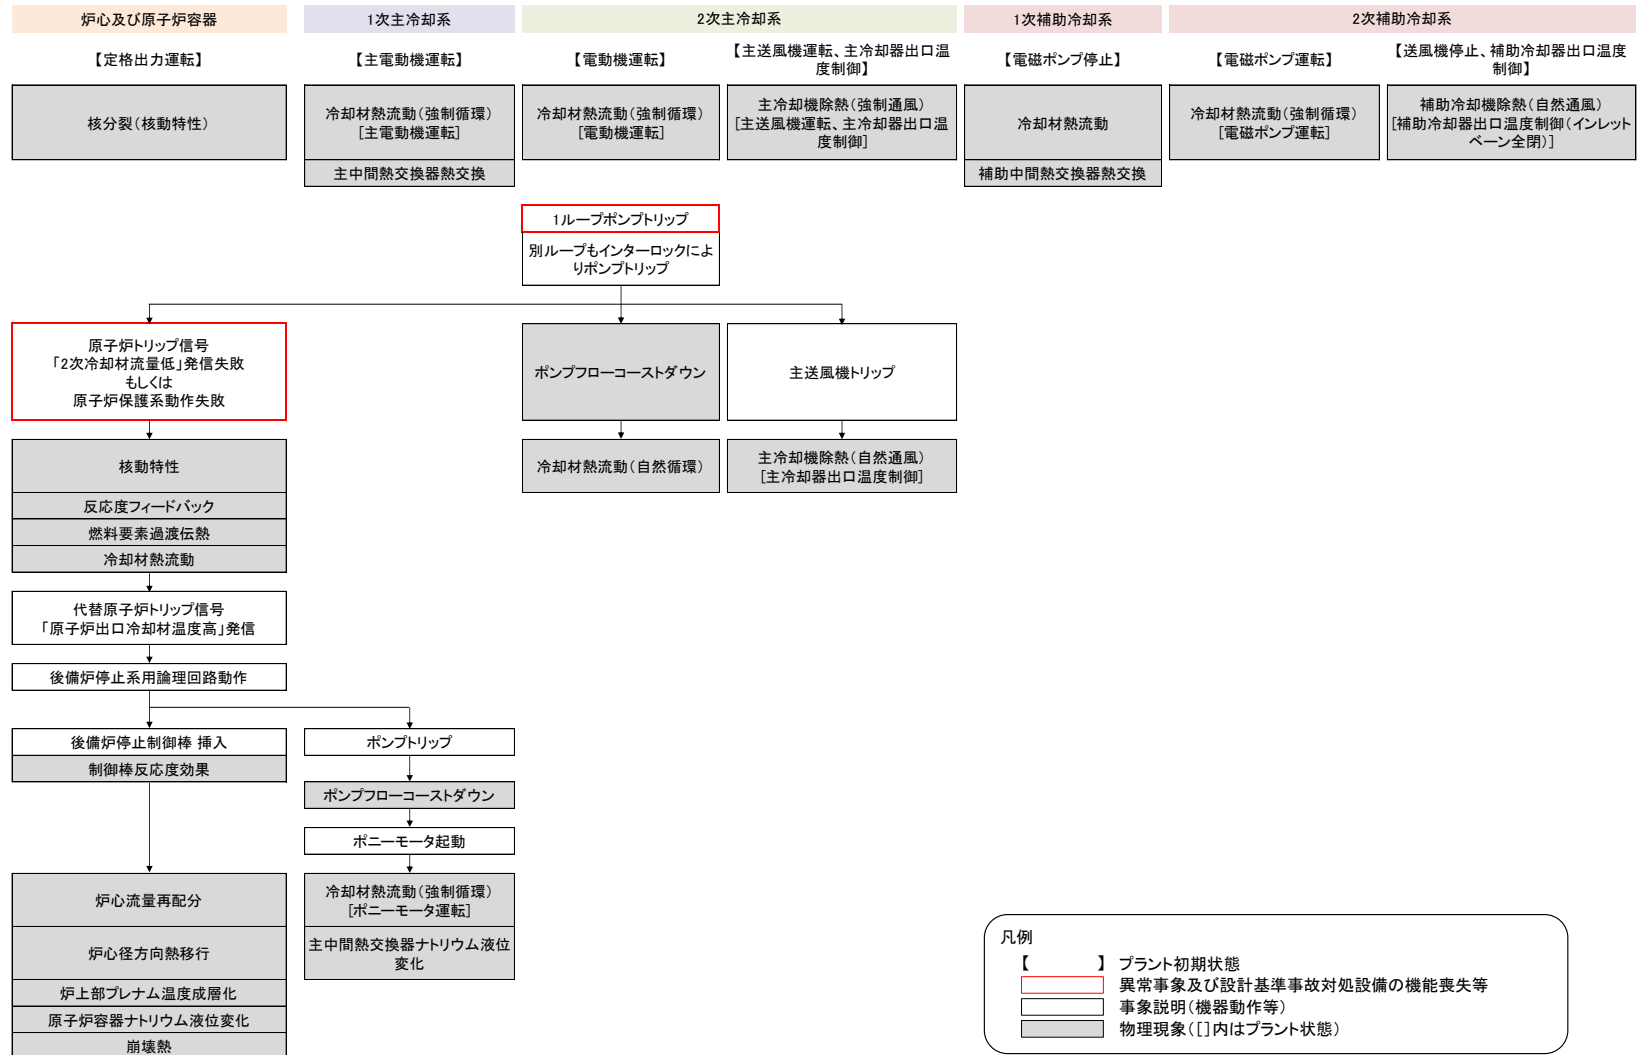 炉心及び原子炉容器
1次主冷却系
2次主冷却系
1次補助冷却系
2次補助冷却系
【定格出力運転】
【主電動機運転】
【電動機運転】
【主送風機運転、主冷却器出口温
度制御】
【電磁ポンプ停止】
【電磁ポンプ運転】
【送風機停止、補助冷却器出口温度
制御】
核分裂（核動特性）
冷却材熱流動（強制循環）
[主電動機運転]
主中間熱交換器熱交換
冷却材熱流動（強制循環）
[電動機運転]
主冷却機除熱（強制通風）
[主送風機運転、主冷却器出口温
度制御]
冷却材熱流動
補助中間熱交換器熱交換
冷却材熱流動（強制循環）
[電磁ポンプ運転]
補助冷却機除熱（自然通風）
[補助冷却器出口温度制御（インレット
ベーン全閉）]
1ループポンプトリップ
別ループもインターロックによ
りポンプトリップ
原子炉トリップ信号
「2次冷却材流量低」発信失敗
もしくは
原子炉保護系動作失敗
ポンプフローコーストダウン
主送風機トリップ
核動特性
反応度フィードバック
燃料要素過渡伝熱
冷却材熱流動
冷却材熱流動（自然循環）
主冷却機除熱（自然通風）
[主冷却器出口温度制御]
代替原子炉トリップ信号
「原子炉出口冷却材温度高」発信
後備炉停止系用論理回路動作
後備炉停止制御棒 挿入
制御棒反応度効果
ポンプトリップ
ポンプフローコーストダウン
ポニーモータ起動
炉心流量再配分
炉心径方向熱移行
炉上部プレナム温度成層化
原子炉容器ナトリウム液位変化
崩壊熱
冷却材熱流動（強制循環）
[ポニーモータ運転]
主中間熱交換器ナトリウム液位
変化
凡例
【 】 プラント初期状態
異常事象及び設計基準事故対処設備の機能喪失等
事象説明（機器動作等）
物理現象（[]内はプラント状態）